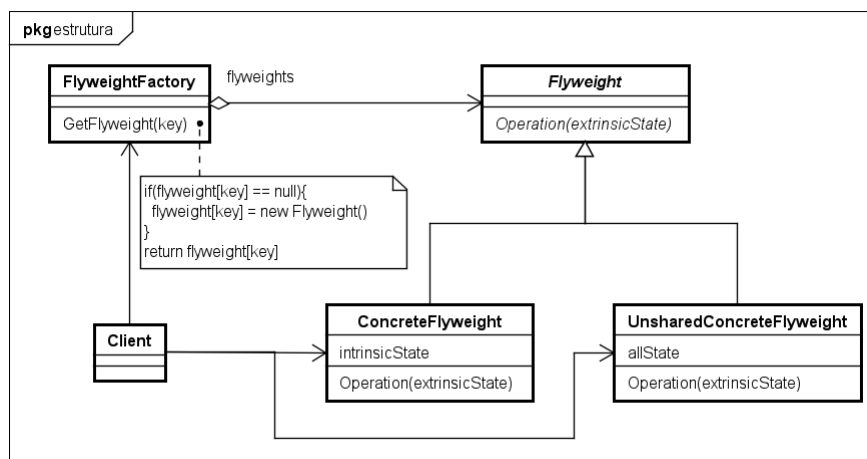 pkg estrutura
FlyweightFactory
GetFlyweight(key)
flyweights
Flyweight
Operation(extrinsicState)
if(flyweight[key] == null){
flyweight[key] = new Flyweight()
}
return flyweight[key]
Client
ConcreteFlyweight
intrinsicState
Operation(extrinsicState)
UnsharedConcreteFlyweight
allState
Operation(extrinsicState)